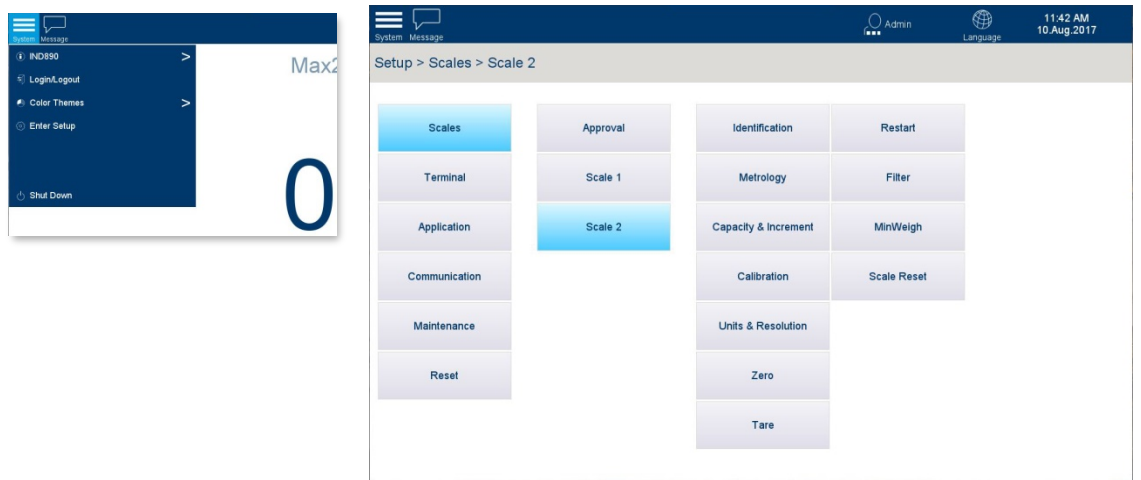 System Message
IND890 >
Login/Logout
Color Themes >
Enter Setup
Shut Down
0
System Message Admin Language 11:42 AM
10.Aug.2017
Setup > Scales > Scale 2
Scales Approval Identification Restart
Terminal Scale 1 Metrology Filter
Application Scale 2 Capacity & Increment MinWeigh
Communication Calibration Scale Reset
Maintenance Units & Resolution
Reset Zero
Tare